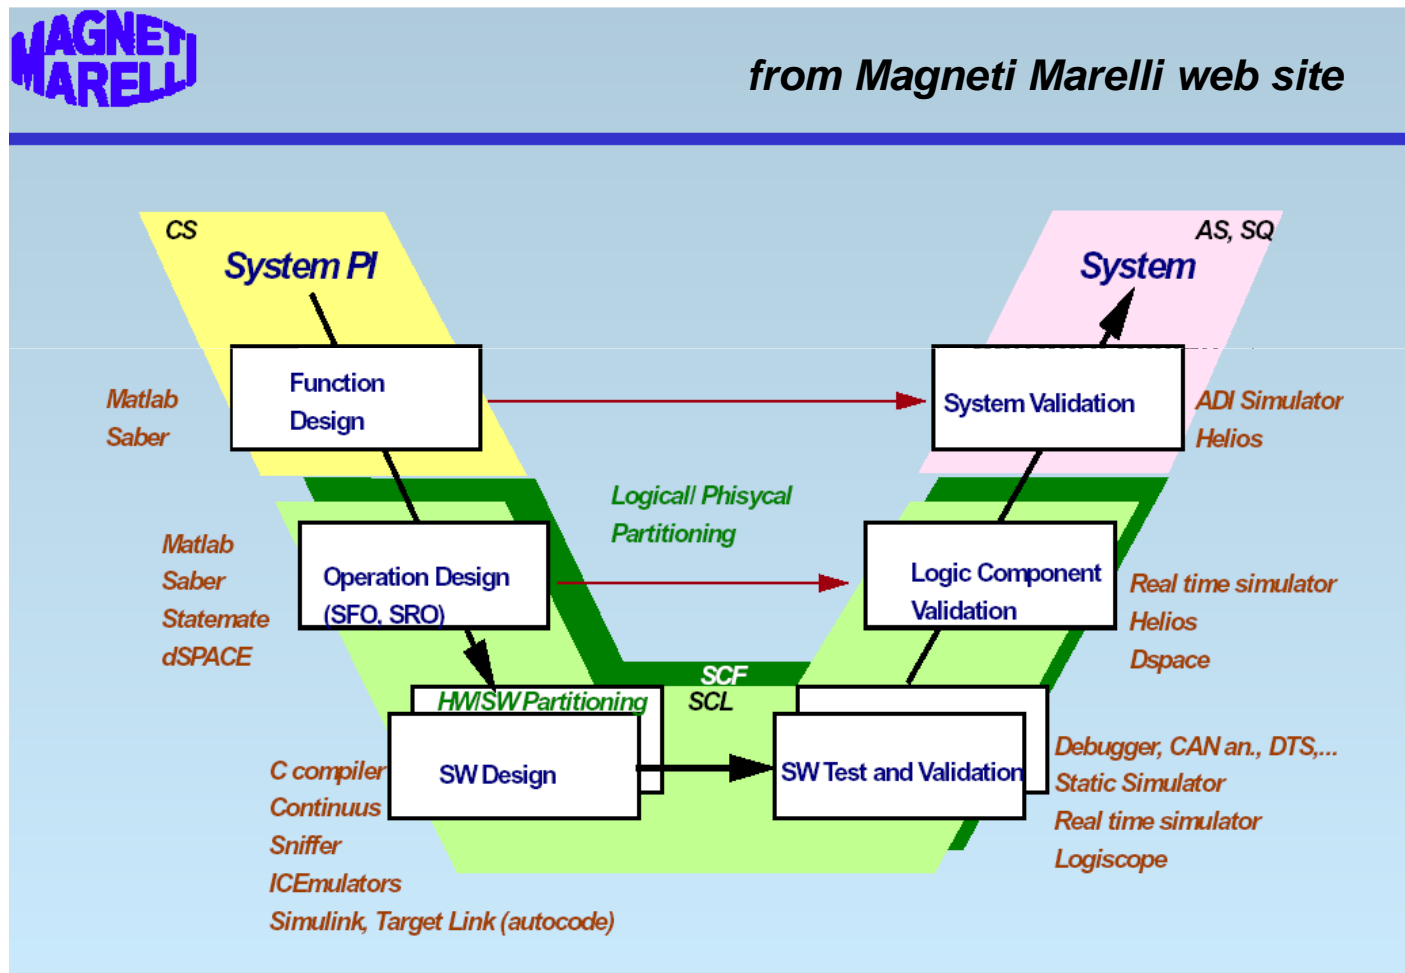 MAGNETI
MARELLI
from Magneti Marelli web site
CS
System PI
AS, SQ
System
Function
Design
Matlab
Saber
System Validation
ADI Simulator
Helios
Logical/ Phisycal
Partitioning
Matlab
Saber
Statemate
dSPACE
Operation Design
(SFO, SRO)
Logic Component
Validation
Real time simulator
Helios
Dspace
SCF
SCL
HW/SW Partitioning
SW Design
SW Test and Validation
C compiler
Continuus
Sniffer
ICEmulators
Simulink, Target Link (autocode)
Debugger, CAN an., DTS,...
Static Simulator
Real time simulator
Logiscope